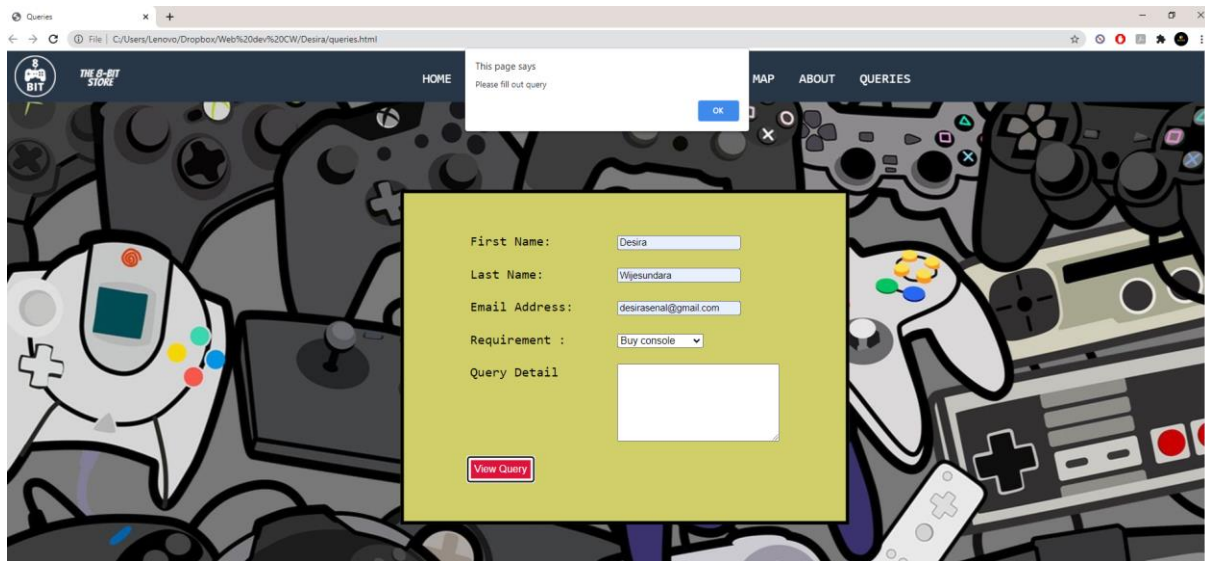 Queries
File | C:/Users/Lenovo/Dropbox/Web%20dev%20CW/Desira/queries.html
8
BIT
THE 8-BIT
STORE
HOME
MAP
ABOUT
QUERIES
This page says
Please fill out query
OK
First Name:
Desira
Last Name:
Wijesundara
Email Address:
desirasenal@gmail.com
Requirement :
Buy console
Query Detail
View Query